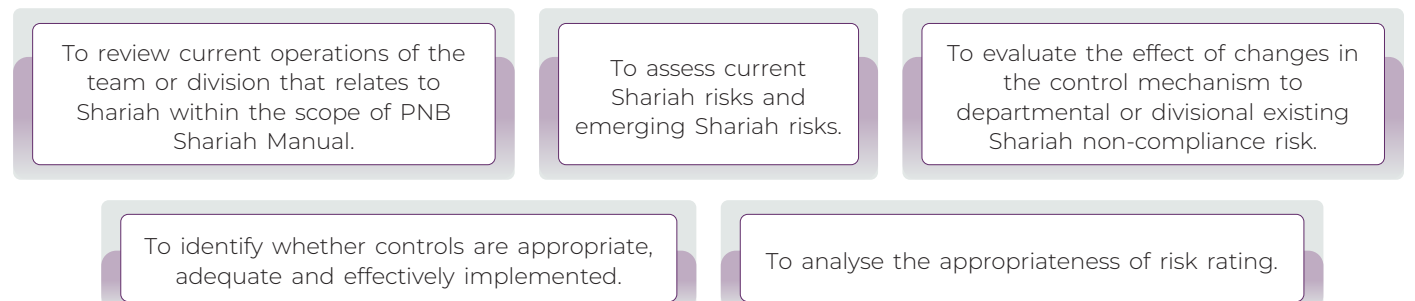 To review current operations of the
team or division that relates to
Shariah within the scope of PNB
Shariah Manual.
To assess current
Shariah risks and
emerging Shariah risks.
To evaluate the effect of changes in
the control mechanism to
departmental or divisional existing
Shariah non-compliance risk.
To identify whether controls are appropriate,
adequate and effectively implemented.
To analyse the appropriateness of risk rating.